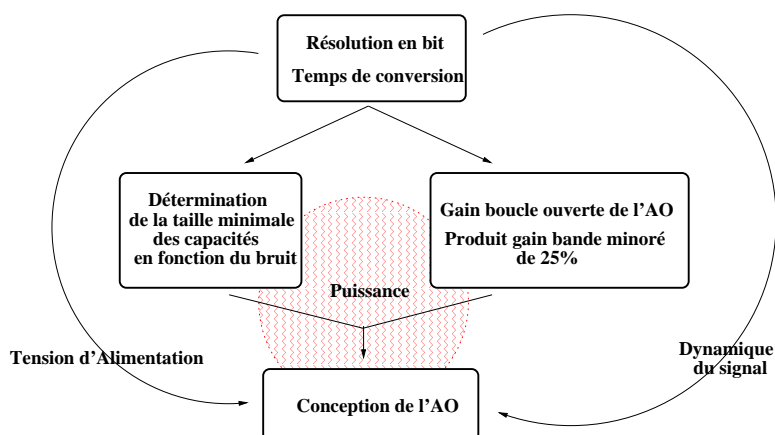 Résolution en bit
Temps de conversion
Détermination
de la taille minimale
des capacités
en fonction du bruit
Gain boucle ouverte de l'AO
Produit gain bande minoré
de 25%
Puissance
Tension d'Alimentation
Dynamique
du signal
Conception de l'AO